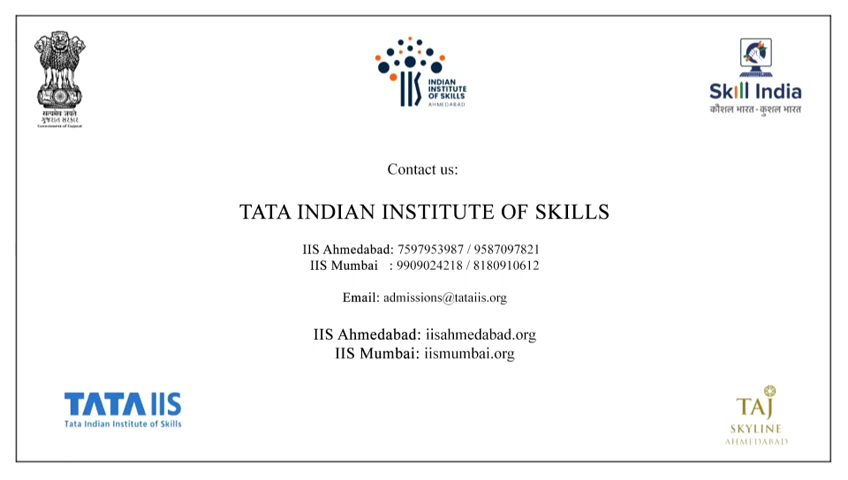 सत्यमेव जयते
ગુજરાત સરકાર
Government of Gujarat
IIS
INDIAN
INSTITUTE
OF SKILLS
AHMEDABAD
Skill India
कौशल भारत - कुशल भारत
Contact us:
TATA INDIAN INSTITUTE OF SKILLS
IIS Ahmedabad: 7597953987 / 9587097821
IIS Mumbai : 9909024218 / 8180910612
Email: admissions@tataiis.org
IIS Ahmedabad: iisahmedabad.org
IIS Mumbai: iismumbai.org
TATA IIS
Tata Indian Institute of Skills
TAJ
SKYLINE
AHMEDABAD